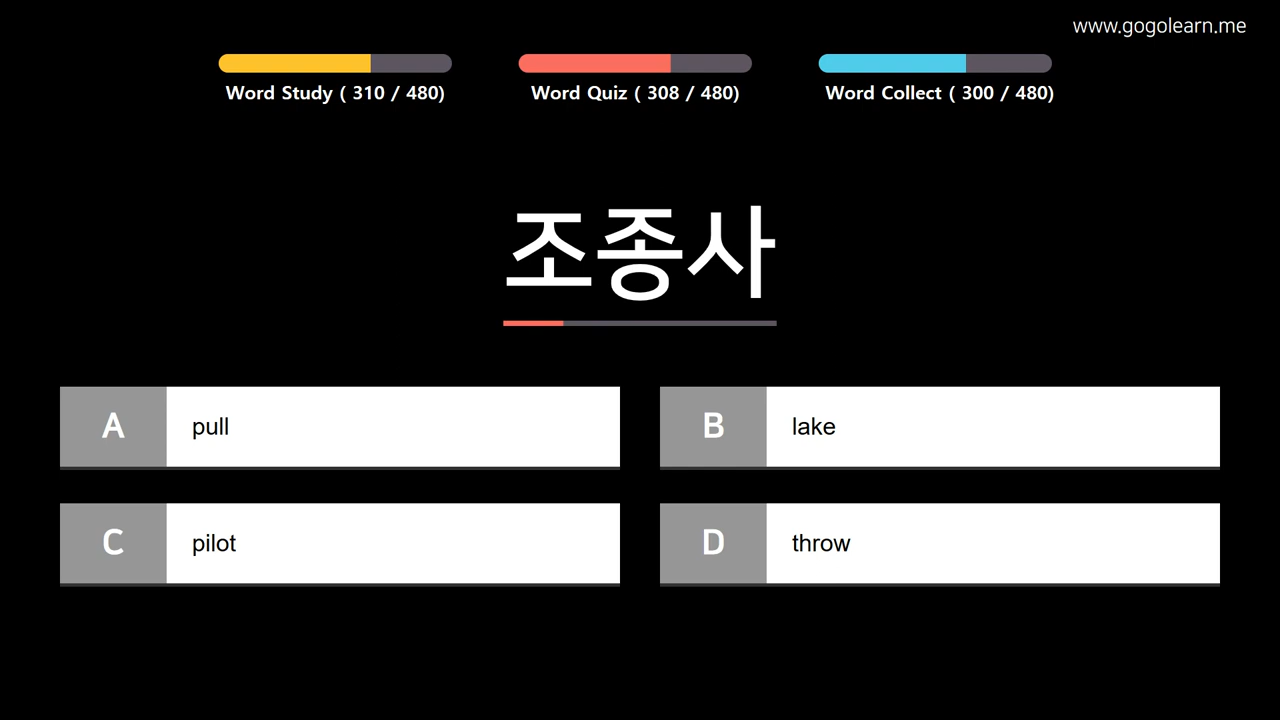 www.gogolearn.me
Word Study ( 310 / 480)
Word Quiz ( 308 / 480)
Word Collect ( 300 / 480)
조종사
A pull
B lake
C pilot
D throw